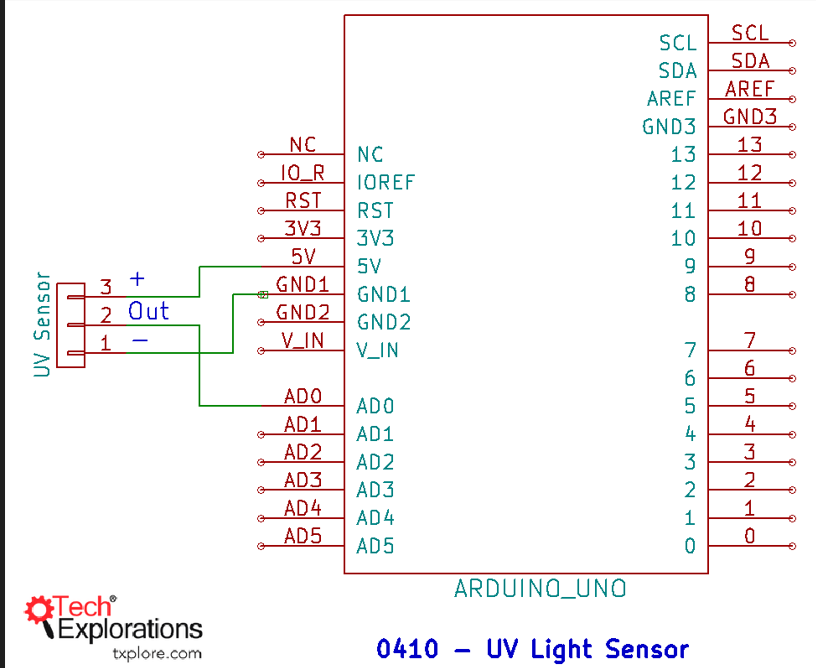 SCL
SCL
SDA
SDA
AREF
AREF
GND3
GND3
NC
NC
13
13
IO_R
IOREF
12
12
RST
RST
11
11
3V3
3V3
10
10
5V
5V
9
9
GND1
GND1
8
8
GND2
GND2
V_IN
V_IN
7
7
6
6
AD0
AD0
5
5
AD1
AD1
4
4
AD2
AD2
3
3
AD3
AD3
2
2
AD4
AD4
1
1
AD5
AD5
0
0
UV Sensor
3 +
2 Out
1 −
ARDUINO_UNO
Tech®
Explorations
txplore.com
0410 – UV Light Sensor